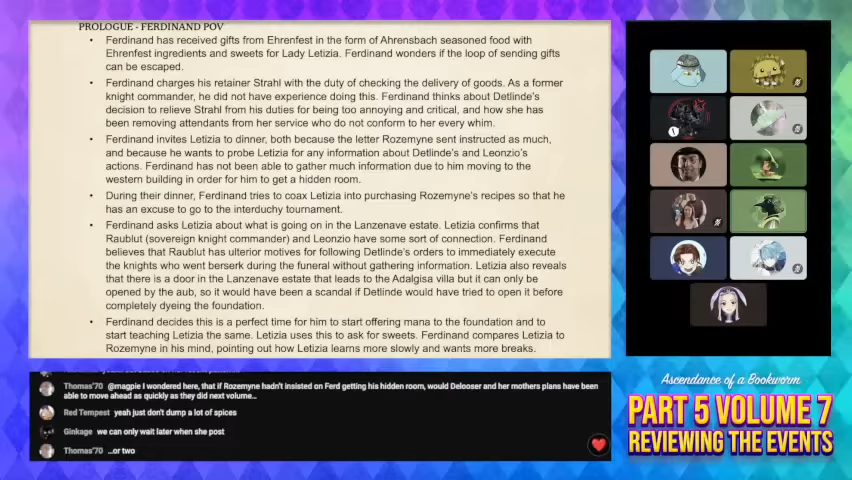 PROLOGUE - FERDINAND POV
• Ferdinand has received gifts from Ehrenfest in the form of Ahrensbach seasoned food with
Ehrenfest ingredients and sweets for Lady Letizia. Ferdinand wonders if the loop of sending gifts
can be escaped.
• Ferdinand charges his retainer Strahl with the duty of checking the delivery of goods. As a former
knight commander, he did not have experience doing this. Ferdinand thinks about Detlinde's
decision to relieve Strahl from his duties for being too annoying and critical, and how she has
been removing attendants from her service who do not conform to her every whim.
• Ferdinand invites Letizia to dinner, both because the letter Rozemyne sent instructed as much,
and because he wants to probe Letizia for any information about Detlinde's and Leonzio's
actions. Ferdinand has not been able to gather much information due to him moving to the
western building in order for him to get a hidden room.
• During their dinner, Ferdinand tries to coax Letizia into purchasing Rozemyne's recipes so that he
has an excuse to go to the interduchy tournament.
• Ferdinand asks Letizia about what is going on in the Lanzenave estate. Letizia confirms that
Raublut (sovereign knight commander) and Leonzio have some sort of connection. Ferdinand
believes that Raublut has ulterior motives for following Detlinde's orders to immediately execute
the knights who went berserk during the funeral without gathering information. Letizia also reveals
that there is a door in the Lanzenave estate that leads to the Adalgisa villa but it can only be
opened by the aub, so it would have been a scandal if Detlinde would have tried to open it before
completely dyeing the foundation.
• Ferdinand decides this is a perfect time for him to start offering mana to the foundation and to
start teaching Letizia the same. Letizia uses this to ask for sweets. Ferdinand compares Letizia to
Rozemyne in his mind, pointing out how Letizia learns more slowly and wants more breaks.
Thomas'70 @magpie I wondered here, that if Rozemyne hadn't insisted on Ferd getting his hidden room, would Delooser and her mothers plans have been
able to move ahead as quickly as they did next volume...
Red Tempest yeah just don't dump a lot of spices
Ginkage we can only wait later when she post
Thomas'70 ...or two
Ascendance of a Bookworm
PART 5 VOLUME 7
REVIEWING THE EVENTS